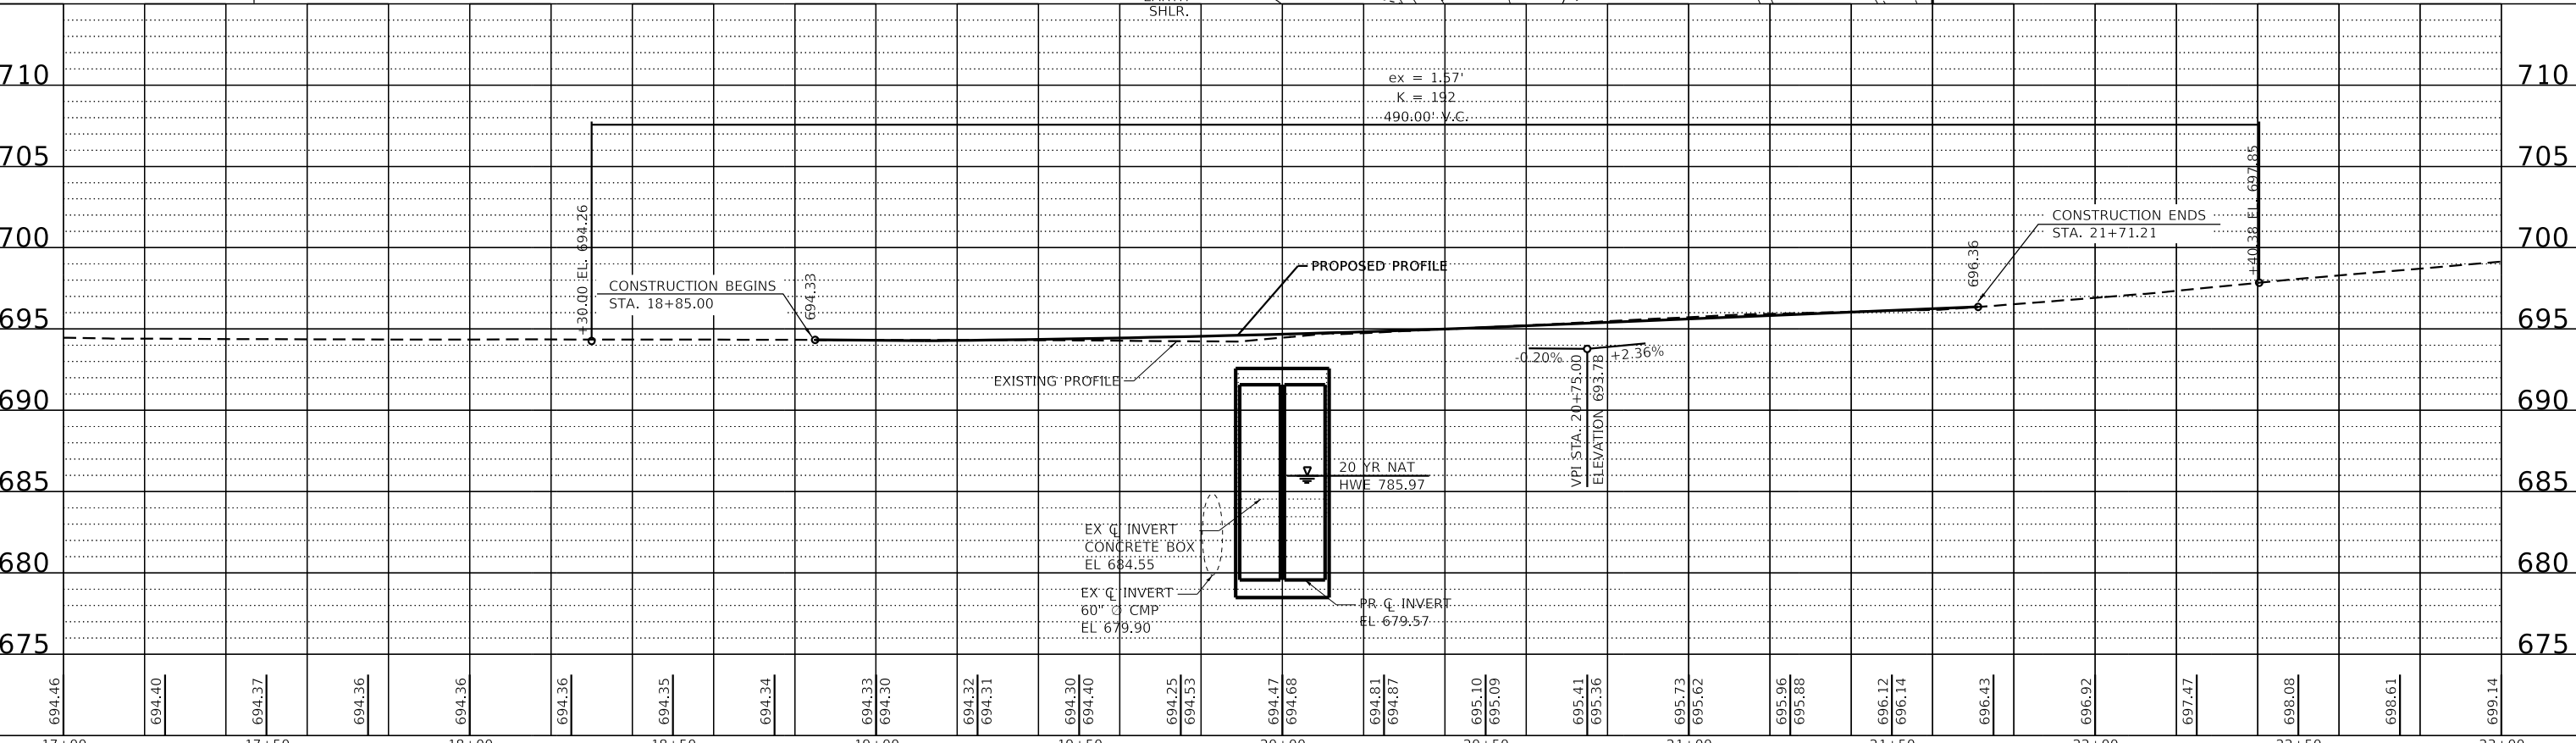 SHLR.
710
710
ex = 1.57'
K = 192
490.00' V.C.
705
705
+30.00 EL. 694.26
+40.38 EL. 697.85
700
700
CONSTRUCTION ENDS
STA. 21+71.21
696.36
PROPOSED PROFILE
CONSTRUCTION BEGINS
STA. 18+85.00
694.33
695
695
-0.20%
+2.36%
VPI STA. 20+75.00
ELEVATION 693.78
EXISTING PROFILE
690
690
20 YR NAT
HWE 785.97
685
685
EX ℄ INVERT
CONCRETE BOX
EL 684.55
680
680
EX ℄ INVERT
60" ∅ CMP
EL 679.90
PR ℄ INVERT
EL 679.57
675
675
694.46
694.40
694.37
694.36
694.36
694.36
694.35
694.34
694.33
694.30
694.32
694.31
694.30
694.40
694.25
694.53
694.47
694.68
694.81
694.87
695.10
695.09
695.41
695.36
695.73
695.62
695.96
695.88
696.12
696.14
696.43
696.92
697.47
698.08
698.61
699.14